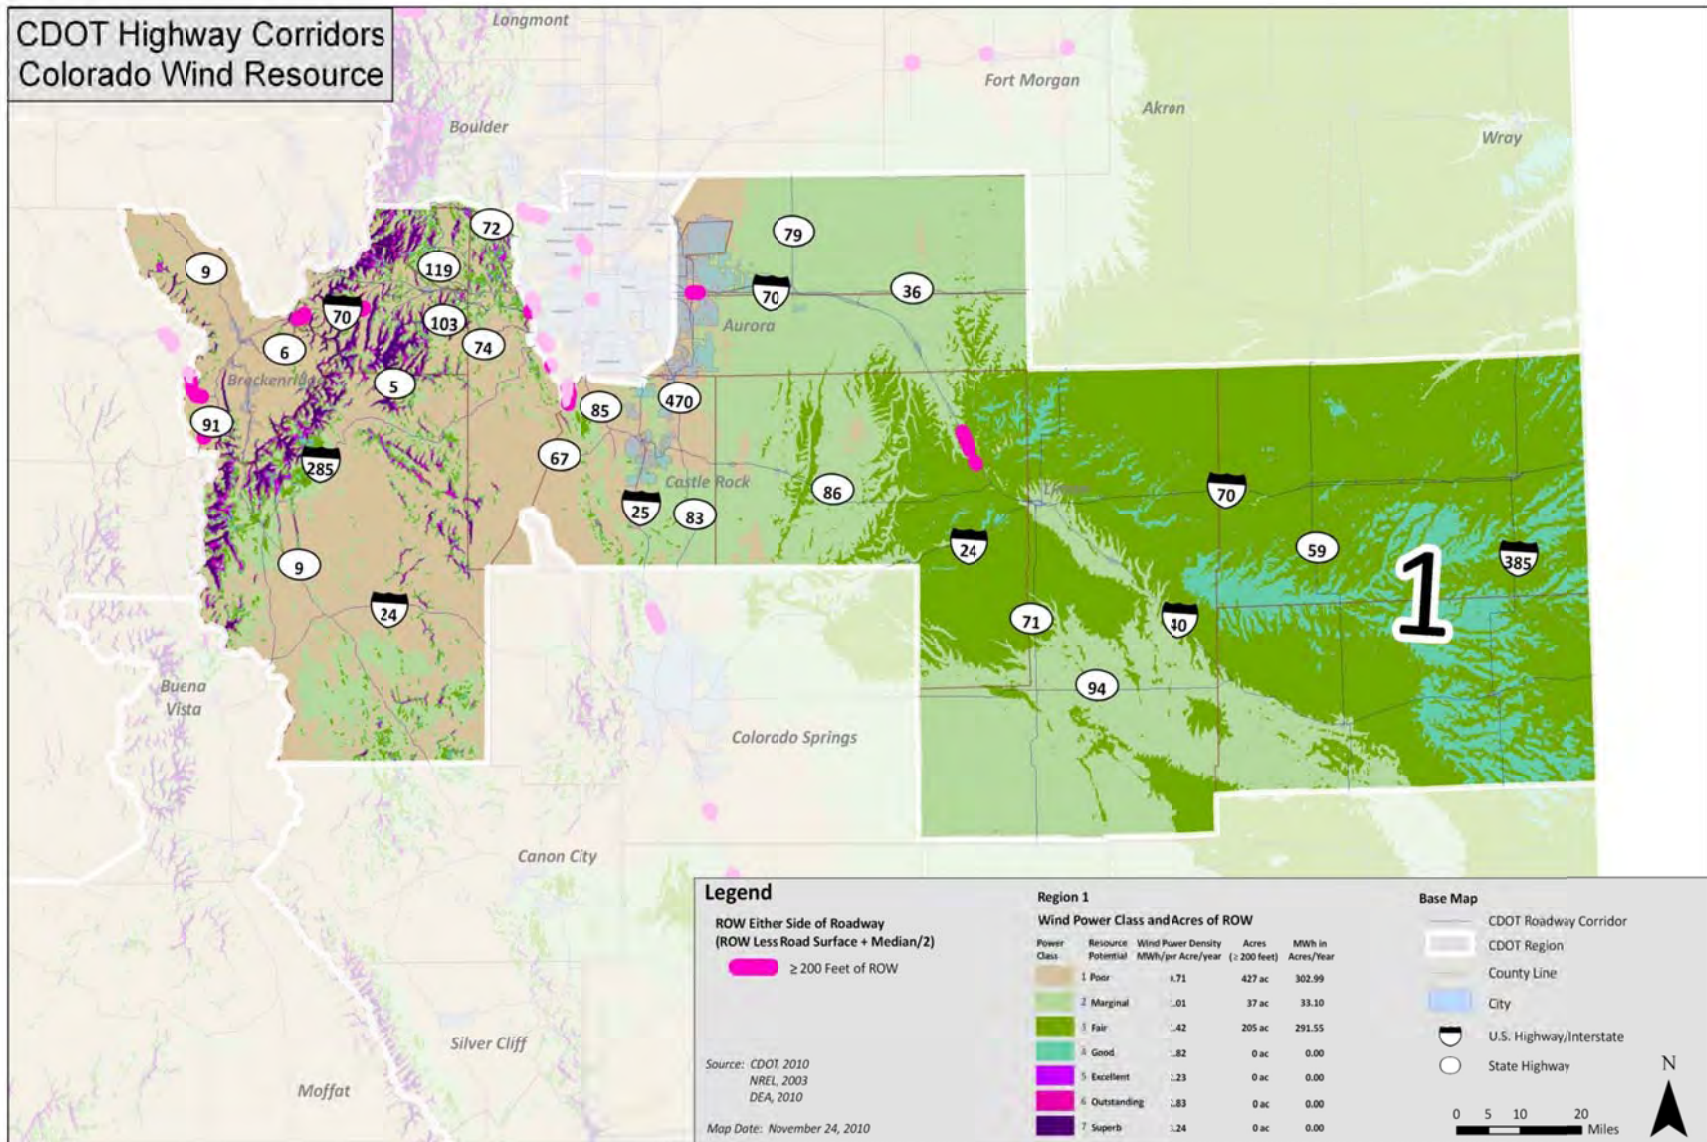 CDOT Highway Corridors
Colorado Wind Resource
Longmont
Fort Morgan
Akron
Wray
Boulder
72
79
9
119
70
70
36
103
Aurora
6
74
Breckenridge
5
85
470
91
67
285
Castle Rock
86
70
25
83
24
59
385
1
9
24
71
40
94
Buena
Vista
Colorado Springs
Canon City
Silver Cliff
Moffat
Legend
ROW Either Side of Roadway
(ROW Less Road Surface + Median/2)
≥ 200 Feet of ROW
Source: CDOT, 2010
NREL, 2003
DEA, 2010
Map Date: November 24, 2010
Region 1
Wind Power Class and Acres of ROW
Power Class Resource Potential Wind Power Density MWh/per Acre/year Acres (≥ 200 feet) MWh in Acres/Year
1 Poor .71 427 ac 302.99
2 Marginal .01 37 ac 33.10
3 Fair .42 205 ac 291.55
4 Good .82 0 ac 0.00
5 Excellent .23 0 ac 0.00
6 Outstanding .83 0 ac 0.00
7 Superb .24 0 ac 0.00
Base Map
CDOT Roadway Corridor
CDOT Region
County Line
City
U.S. Highway/Interstate
State Highway
N
0 5 10 20
Miles